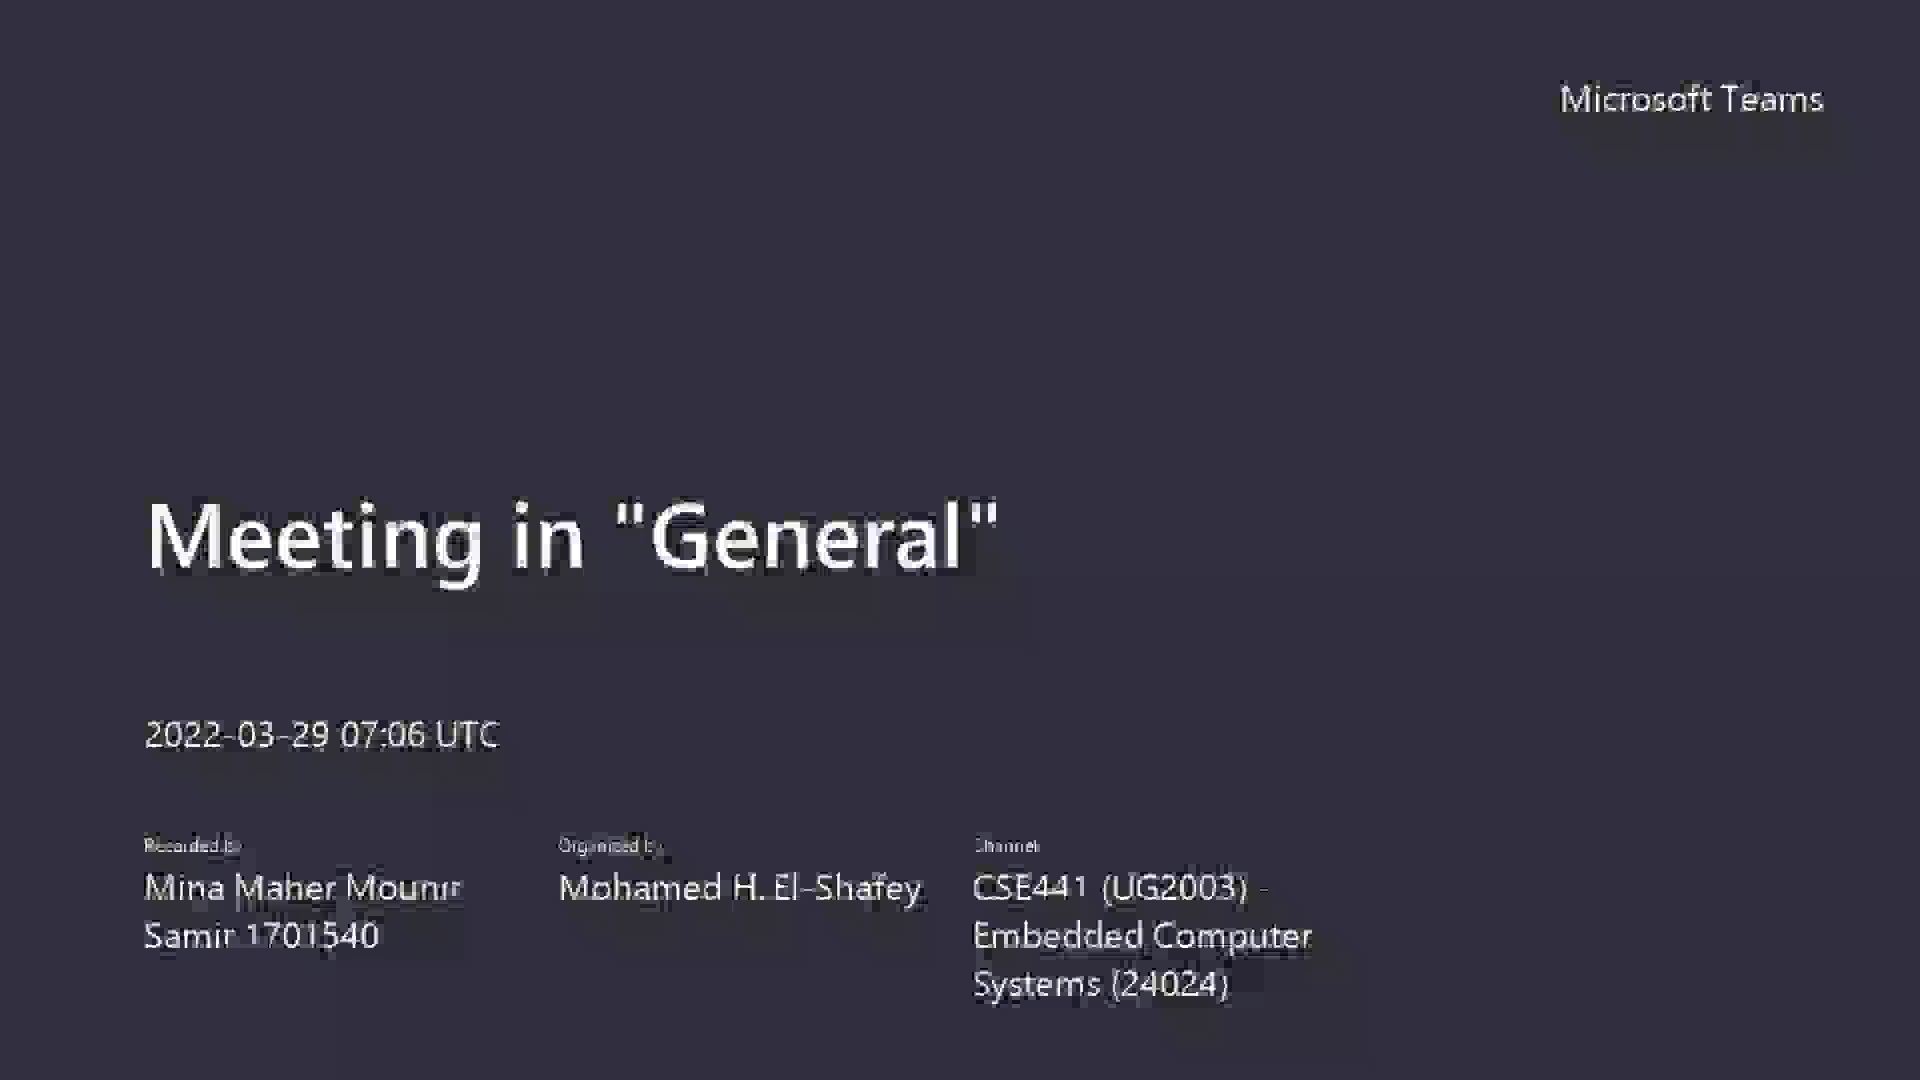 Microsoft Teams
Meeting in "General"
2022-03-29 07:06 UTC
Recorded by
Organized by
Channel
Mina Maher Mounir
Mohamed H. El-Shafey
CSE441 (UG2003) -
Samir 1701540
Embedded Computer
Systems (24024)